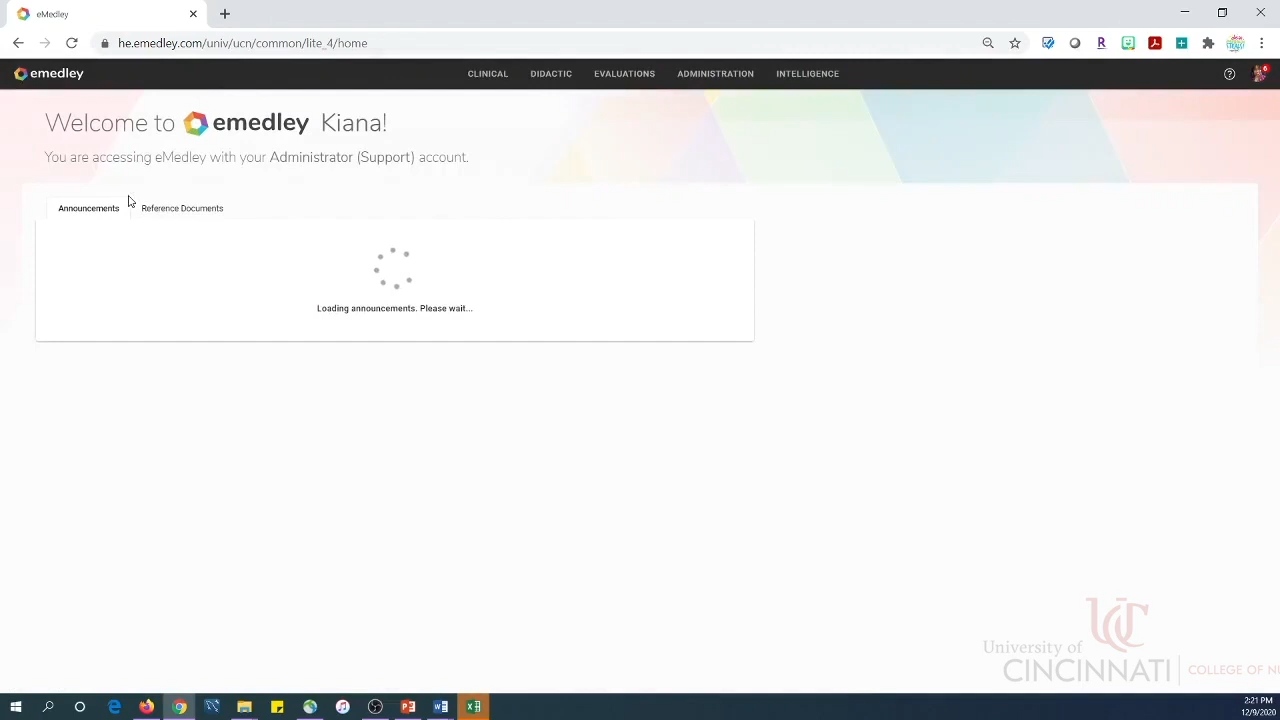 eMedley
he.emedley.com/univ/ucn/common/lite_4/home
emedley
CLINICAL DIDACTIC EVALUATIONS ADMINISTRATION INTELLIGENCE
6
Welcome to emedley Kiana!
You are accessing eMedley with your Administrator (Support) account.
Announcements Reference Documents
Loading announcements. Please wait...
UC
University of
CINCINNATI
COLLEGE OF
2:21 PM
12/9/2020